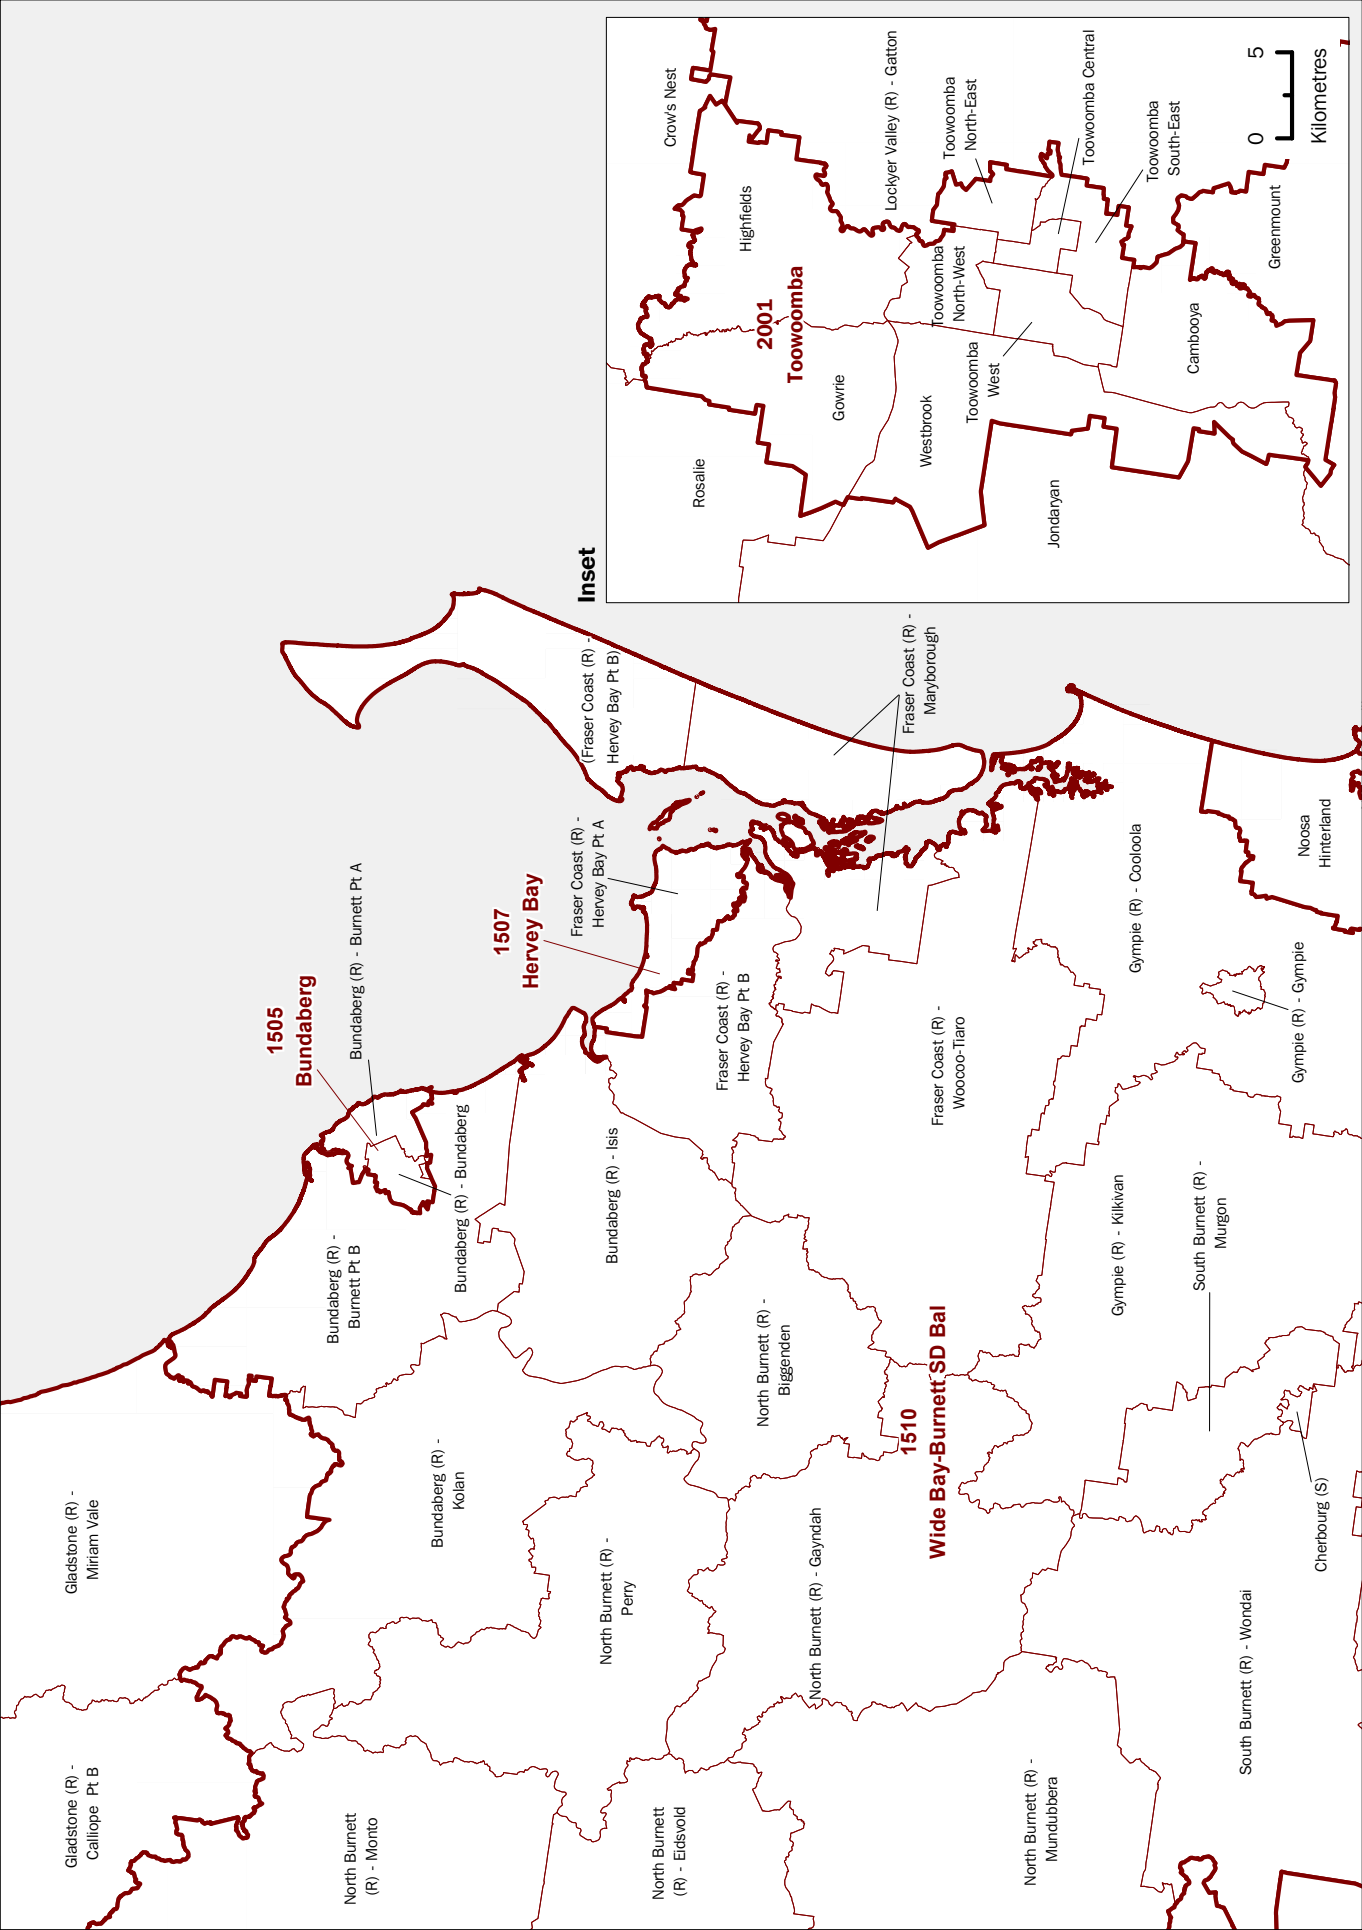 Gladstone (R) -
Calliope Pt B
Gladstone (R) -
Miriam Vale
North Burnett
(R) - Monto
Bundaberg (R) -
Burnett Pt B
1505
Bundaberg
Bundaberg (R) - Burnett Pt A
Bundaberg (R) - Bundaberg
Bundaberg (R) -
Kolan
1507
Hervey Bay
Fraser Coast (R) -
Hervey Bay Pt A
(Fraser Coast (R) -
Hervey Bay Pt B)
North Burnett (R) -
Perry
Bundaberg (R) - Isis
North Burnett
(R) - Eidsvold
Fraser Coast (R) -
Hervey Bay Pt B
North Burnett (R) -
Biggenden
North Burnett (R) - Gayndah
1510
Wide Bay-Burnett SD Bal
Fraser Coast (R) -
Maryborough
Fraser Coast (R) -
Woocoo-Tiaro
North Burnett (R) -
Mundubbera
Gympie (R) - Kilkivan
Gympie (R) - Cooloola
South Burnett (R) -
Murgon
South Burnett (R) - Wondai
Gympie (R) - Gympie
Cherbourg (S)
Noosa
Hinterland
Inset
Crow's Nest
Rosalie
Highfields
2001
Toowoomba
Gowrie
Lockyer Valley (R) - Gatton
Westbrook
Toowoomba
North-West
Toowoomba
North-East
Toowoomba
West
Jondaryan
Toowoomba Central
Toowoomba
South-East
Cambooya
Greenmount
0 5
Kilometres